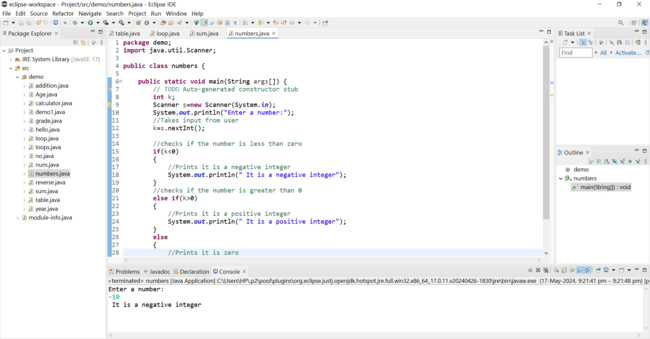 eclipse-workspace - Project/src/demo/numbers.java - Eclipse IDE
File Edit Source Refactor Navigate Search Project Run Window Help
Package Explorer
Project
JRE System Library [JavaSE-17]
src
demo
addition.java
Age.java
calculator.java
demo1.java
grade.java
hello.java
loop.java
loops.java
no.java
num.java
numbers.java
reverse.java
sum.java
table.java
year.java
module-info.java
table.java loop.java sum.java numbers.java
1 package demo;
2 import java.util.Scanner;
3
4 public class numbers {
5
6 public static void main(String args[]) {
7 // TODO Auto-generated constructor stub
8 int k;
9 Scanner s=new Scanner(System.in);
10 System.out.println("Enter a number:");
11 //Takes input from user
12 k=s.nextInt();
13
14 //checks if the number is less than zero
15 if(k<0)
16 {
17 //Prints it is a negative integer
18 System.out.println(" It is a negative integer");
19 }
20 //checks if the number is greater than 0
21 else if(k>0)
22 {
23 //Prints it is a positive integer
24 System.out.println(" It is a positive integer");
25 }
26 else
27 {
28 //Prints it is zero
Task List
Find All Activate...
Outline
demo
numbers
main(String[]) : void
Problems Javadoc Declaration Console
<terminated> numbers [Java Application] C:\Users\HP\.p2\pool\plugins\org.eclipse.justj.openjdk.hotspot.jre.full.win32.x86_64_17.0.11.v20240426-1830\jre\bin\javaw.exe (17-May-2024, 9:21:41 pm – 9:21:48 pm)
Enter a number:
-10
It is a negative integer